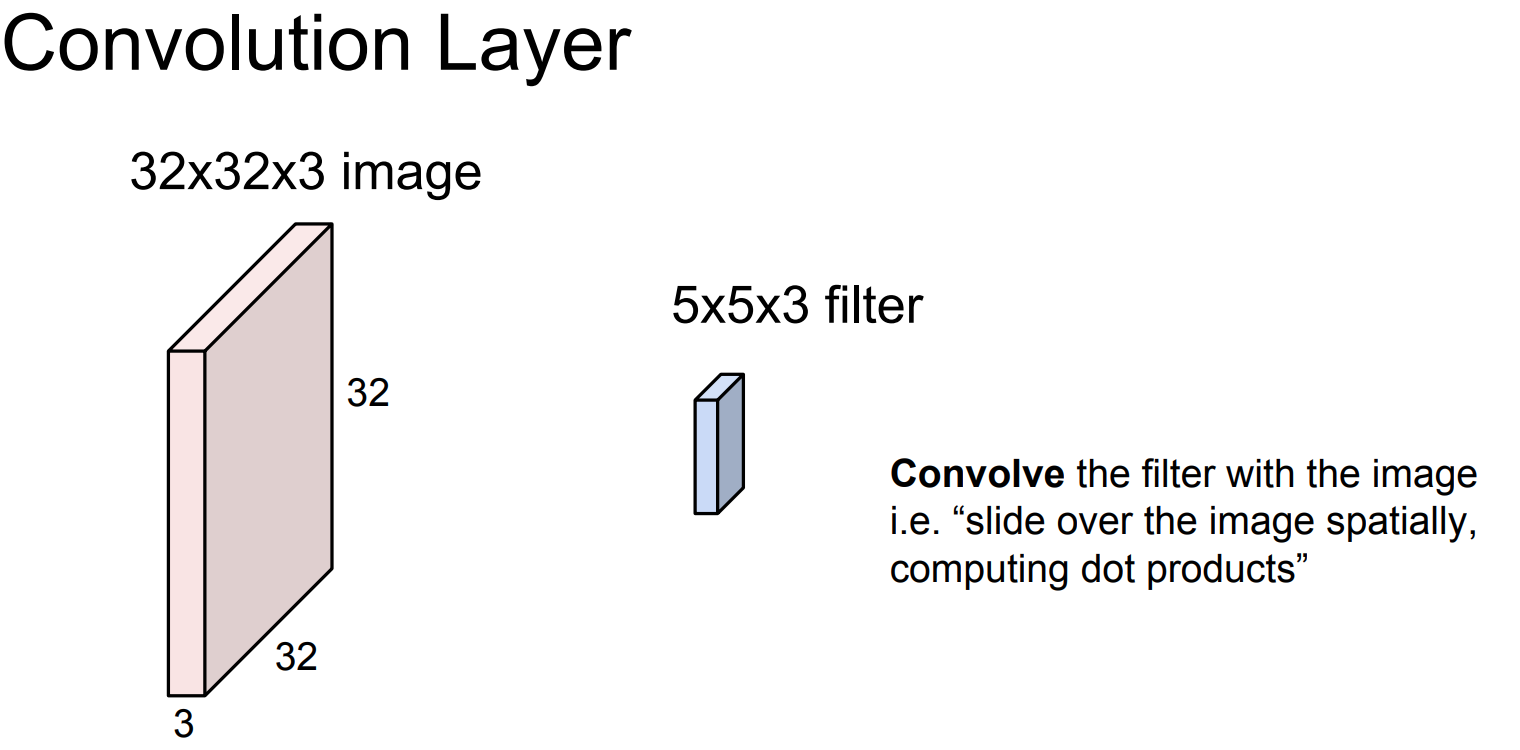 Convolution Layer
32x32x3 image
5x5x3 filter
32
Convolve the filter with the image
i.e. “slide over the image spatially,
computing dot products”
32
3